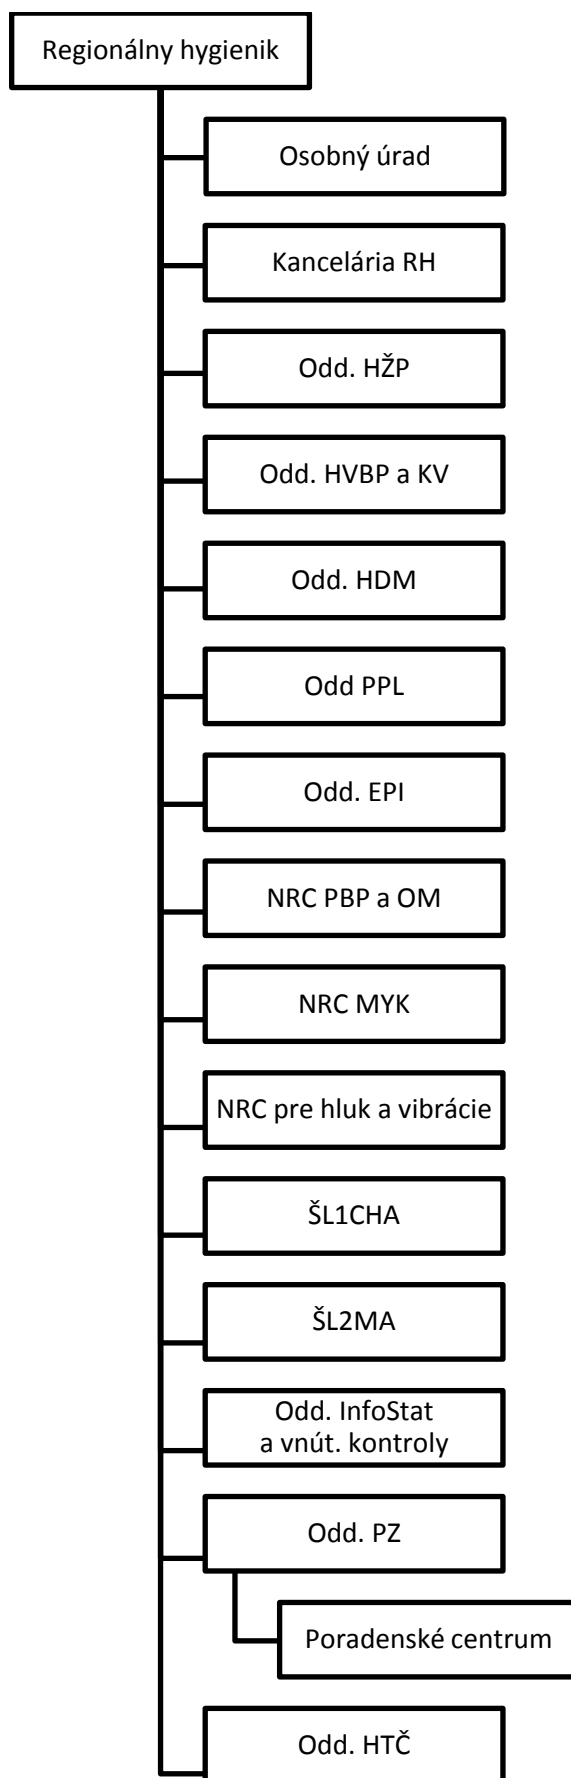 Regionálny hygienik
Osobný úrad
Kancelária RH
Odd. HŽP
Odd. HVBP a KV
Odd. HDM
Odd PPL
Odd. EPI
NRC PBP a OM
NRC MYK
NRC pre hluk a vibrácie
ŠL1CHA
ŠL2MA
Odd. InfoStat
a vnút. kontroly
Odd. PZ
Poradenské centrum
Odd. HTČ